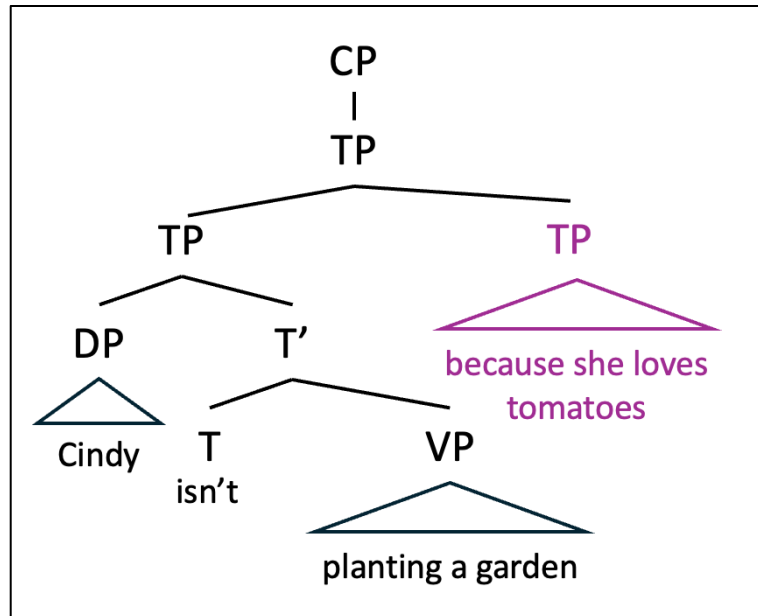 CP
TP
TP TP
DP T’
because she loves
tomatoes
Cindy T VP
isn’t
planting a garden